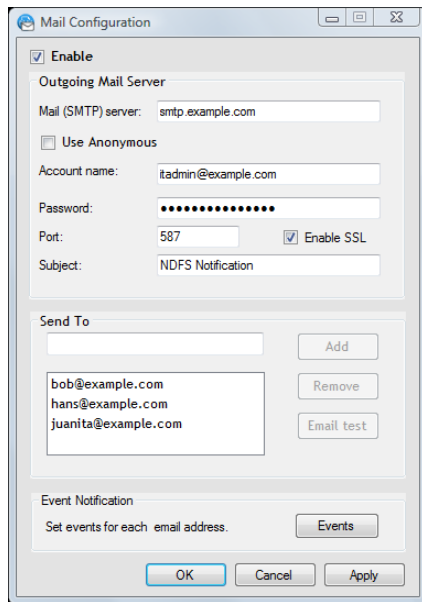 Mail Configuration
Enable
Outgoing Mail Server
Mail (SMTP) server: smtp.example.com
Use Anonymous
Account name: itadmin@example.com
Password: ●●●●●●●●●●●●●●●
Port: 587 Enable SSL
Subject: NDFS Notification
Send To
Add
bob@example.com
hans@example.com
juanita@example.com
Remove
Email test
Event Notification
Set events for each email address. Events
OK Cancel Apply